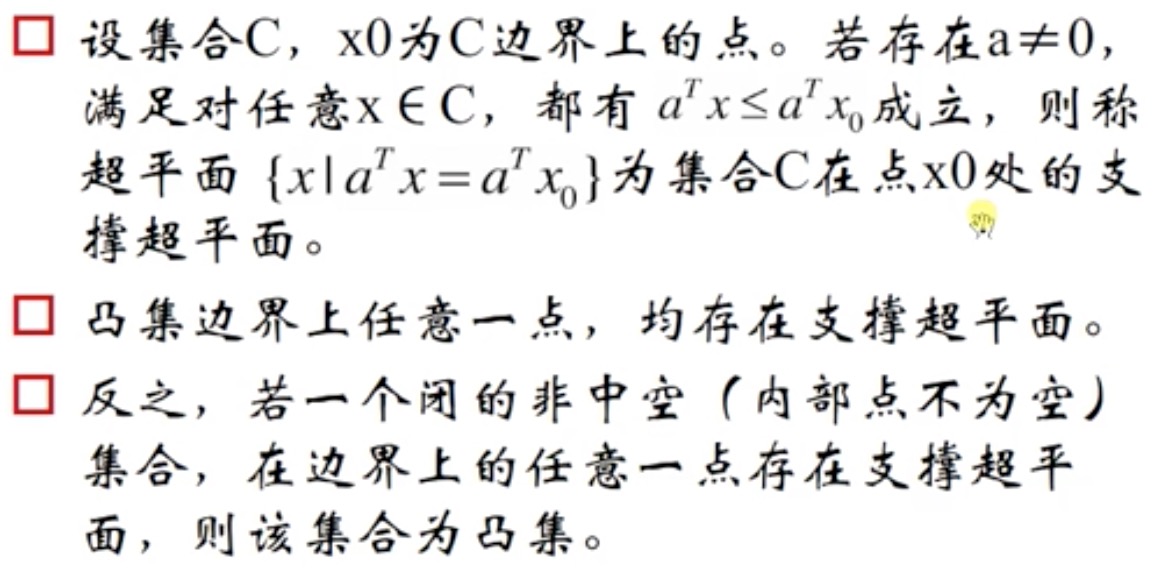 设集合C，x0为C边界上的点。若存在a≠0，
满足对任意x∈C，都有 a^T x ≤ a^T x_0 成立，则称
超平面 {x | a^T x = a^T x_0} 为集合C在点x0处的支
撑超平面。
凸集边界上任意一点，均存在支撑超平面。
反之，若一个闭的非中空（内部点不为空）
集合，在边界上的任意一点存在支撑超平
面，则该集合为凸集。